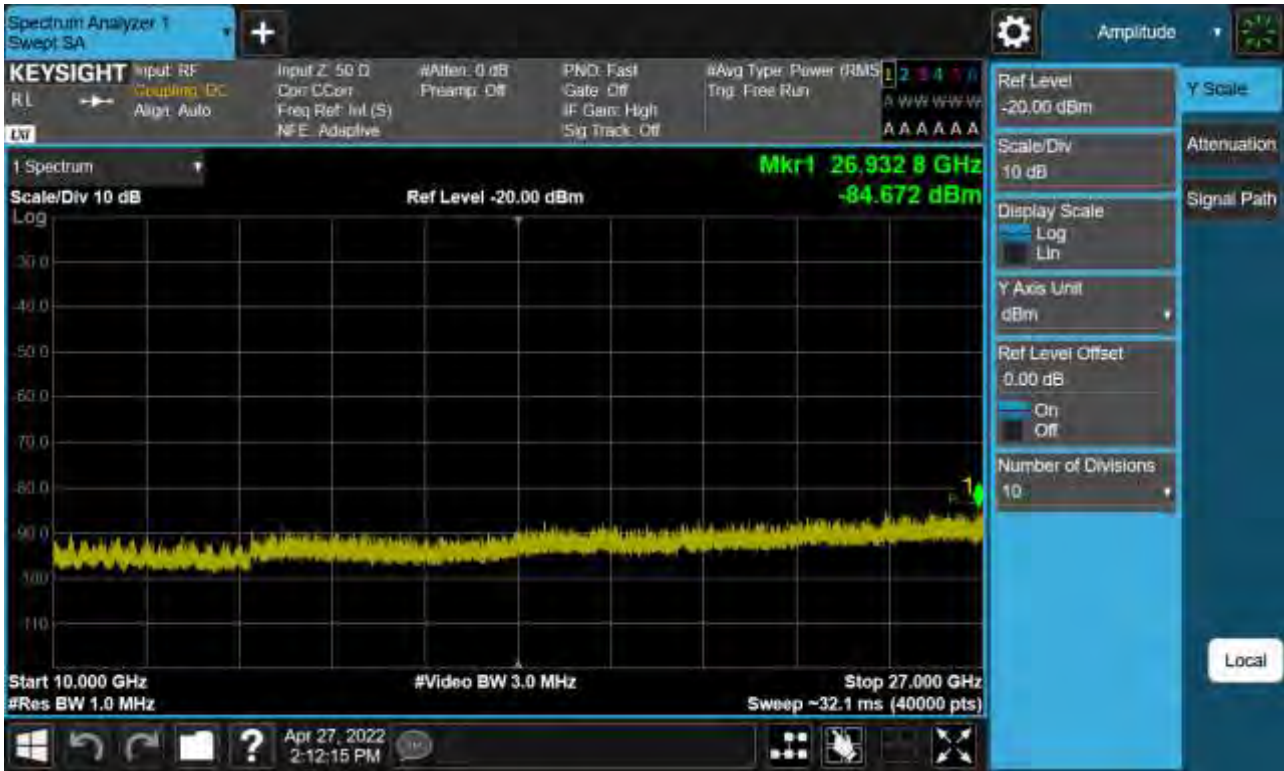 Spectrum Analyzer 1
Swept SA
+
Amplitude
KEYSIGHT
RL
LXI
Input: RF
Coupling: DC
Align: Auto
Input Z: 50 Ω
Corr CCorr
Freq Ref: Int (S)
NFE: Adaptive
#Atten: 0 dB
Preamp: Off
PNO: Fast
Gate: Off
IF Gain: High
Sig Track: Off
#Avg Type: Power (RMS
Trig: Free Run
1 2 3 4 5 6
A W W W W W
A A A A A A
1 Spectrum
Mkr1 26.932 8 GHz
Scale/Div 10 dB
Ref Level -20.00 dBm
-84.672 dBm
Log
-30.0
-40.0
-50.0
-60.0
-70.0
-80.0
-90.0
-100
-110
1
Start 10.000 GHz
#Video BW 3.0 MHz
Stop 27.000 GHz
#Res BW 1.0 MHz
Sweep ~32.1 ms (40000 pts)
Ref Level
-20.00 dBm
Scale/Div
10 dB
Display Scale
Log
Lin
Y Axis Unit
dBm
Ref Level Offset
0.00 dB
On
Off
Number of Divisions
10
Y Scale
Attenuation
Signal Path
Local
?
Apr 27, 2022
2:12:15 PM